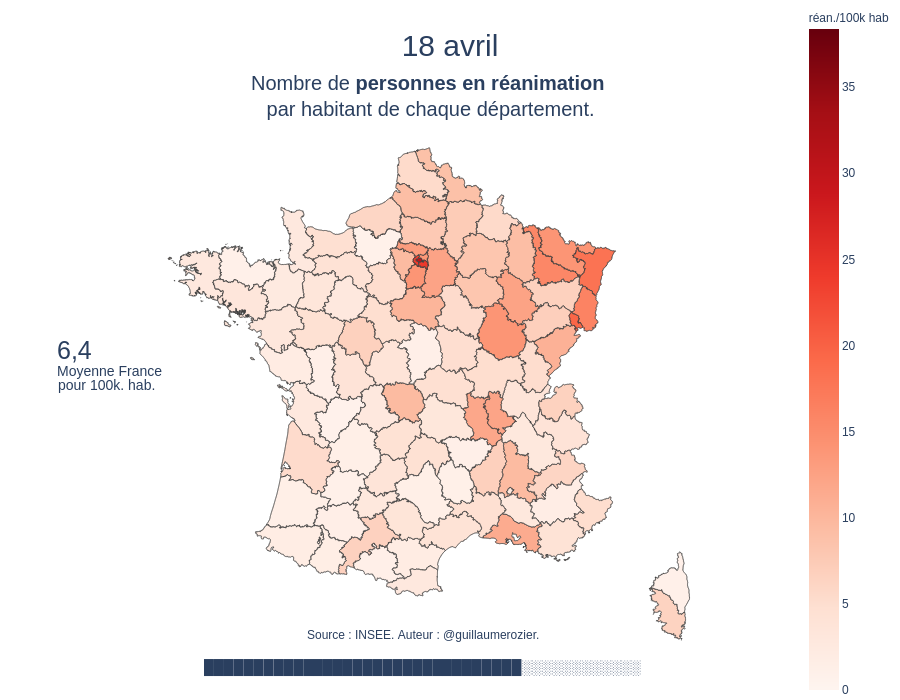 18 avril
Nombre de personnes en réanimation
par habitant de chaque département.
réan./100k hab
35
30
25
20
15
10
5
0
6,4
Moyenne France
pour 100k. hab.
Source : INSEE. Auteur : @guillaumerozier.